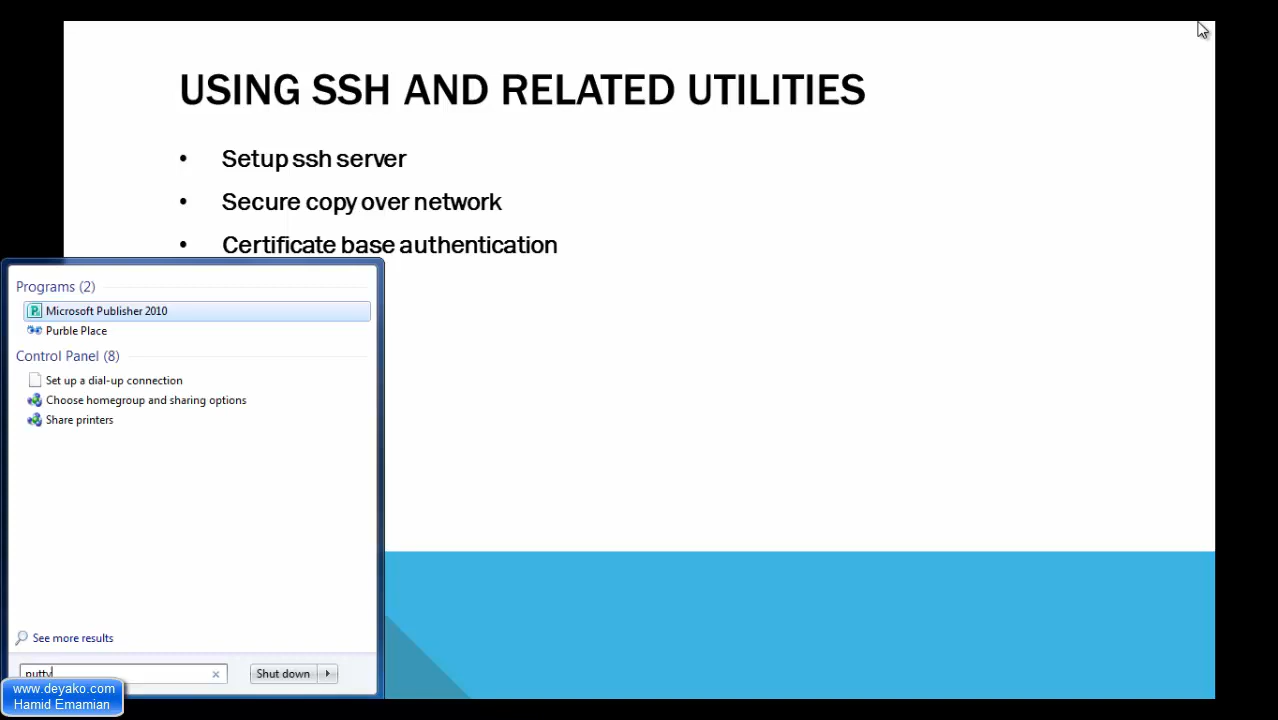 USING SSH AND RELATED UTILITIES
• Setup ssh server
• Secure copy over network
• Certificate base authentication
Programs (2)
Microsoft Publisher 2010
Purble Place
Control Panel (8)
Set up a dial-up connection
Choose homegroup and sharing options
Share printers
See more results
putty
Shut down
www.deyako.com
Hamid Emamian